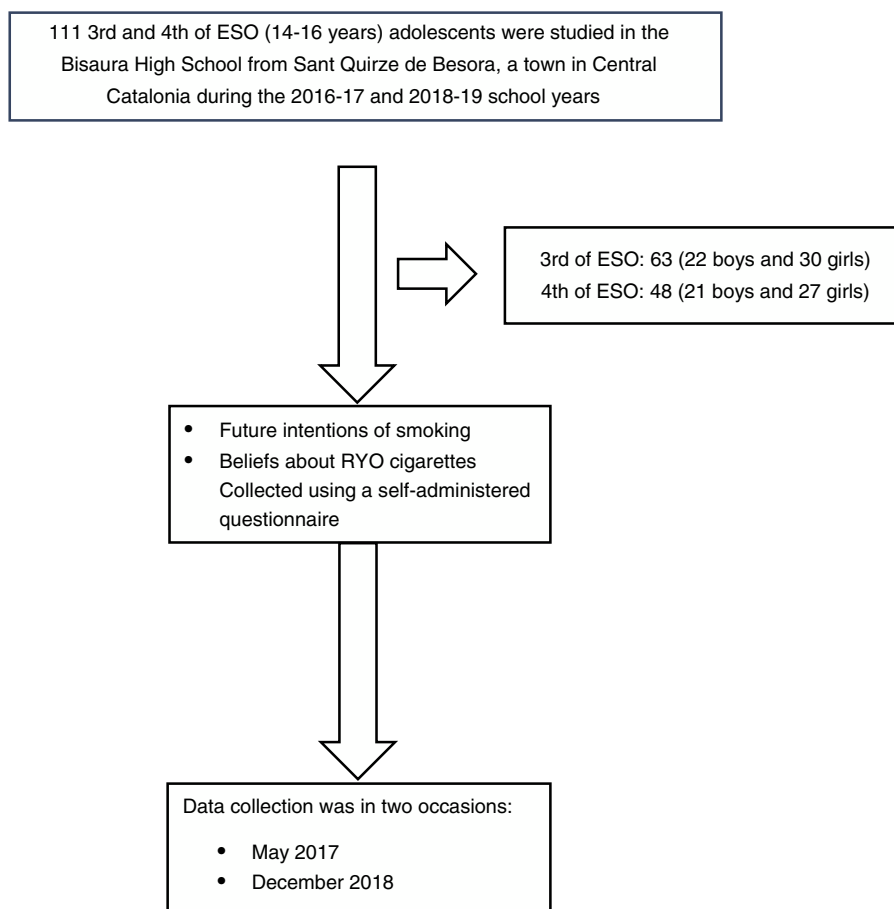 111 3rd and 4th of ESO (14-16 years) adolescents were studied in the
Bisaura High School from Sant Quirze de Besora, a town in Central
Catalonia during the 2016-17 and 2018-19 school years
3rd of ESO: 63 (22 boys and 30 girls)
4th of ESO: 48 (21 boys and 27 girls)
• Future intentions of smoking
• Beliefs about RYO cigarettes
Collected using a self-administered
questionnaire
Data collection was in two occasions:
• May 2017
• December 2018